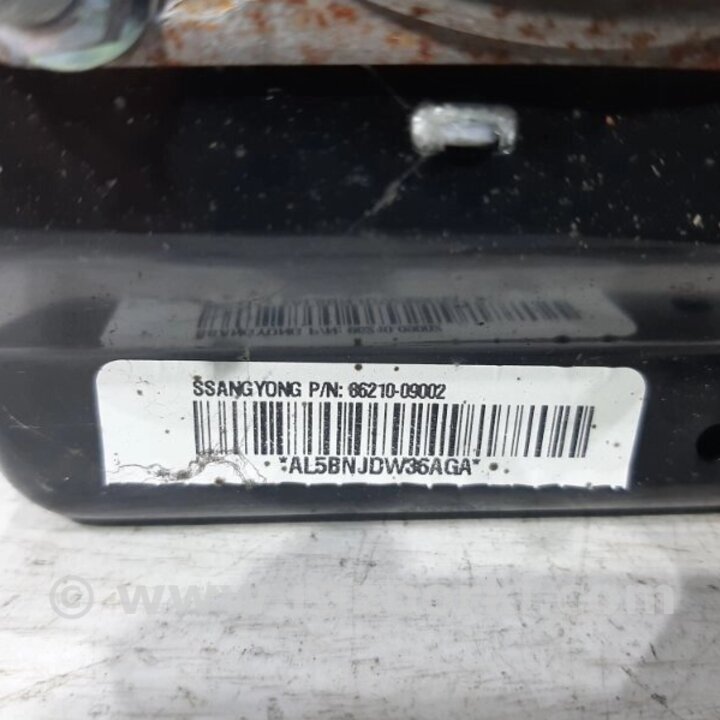 SSANGYONG P/N: 86210-09002
*AL5BNJDW36AGA*